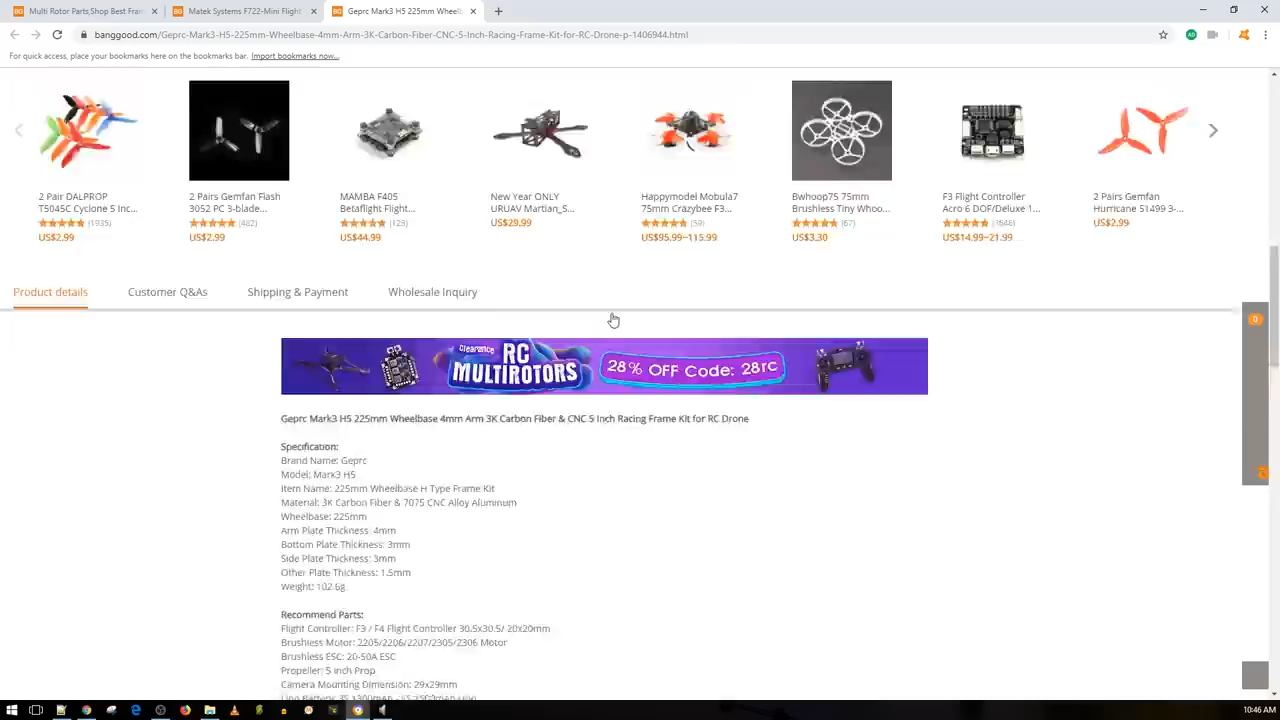 Multi Rotor Parts,Shop Best Fram
Matek Systems F722-Mini Flight
Geprc Mark3 H5 225mm Wheelb
banggood.com/Geprc-Mark3-H5-225mm-Wheelbase-4mm-Arm-3K-Carbon-Fiber-CNC-5-Inch-Racing-Frame-Kit-for-RC-Drone-p-1406944.html
For quick access, place your bookmarks here on the bookmarks bar. Import bookmarks now...
2 Pair DALPROP
T5045C Cyclone 5 Inc...
(1935)
US$2.99
2 Pairs Gemfan Flash
3052 PC 3-blade...
(482)
US$2.99
MAMBA F405
Betaflight Flight...
(123)
US$44.99
New Year ONLY
URUAV Martian_S...
US$29.99
Happymodel Mobula7
75mm Crazybee F3...
(59)
US$95.99~115.99
Bwhoop75 75mm
Brushless Tiny Whoo...
(67)
US$3.30
F3 Flight Controller
Acro 6 DOF/Deluxe 1...
US$14.99~21.99
2 Pairs Gemfan
Hurricane 51499 3-...
US$2.99
Product details
Customer Q&As
Shipping & Payment
Wholesale Inquiry
0
Clearance
RC
MULTIROTORS
28% OFF Code: 28rc
Geprc Mark3 H5 225mm Wheelbase 4mm Arm 3K Carbon Fiber & CNC 5 Inch Racing Frame Kit for RC Drone
Specification:
Brand Name: Geprc
Model: Mark3 H5
Item Name: 225mm Wheelbase H Type Frame Kit
Material: 3K Carbon Fiber & 7075 CNC Alloy Aluminum
Wheelbase: 225mm
Arm Plate Thickness: 4mm
Bottom Plate Thickness: 3mm
Side Plate Thickness: 3mm
Other Plate Thickness: 1.5mm
Weight: 102.6g
Recommend Parts:
Flight Controller: F3 / F4 Flight Controller 30.5x30.5/ 20x20mm
Brushless Motor: 2205/2206/2207/2305/2306 Motor
Brushless ESC: 20-50A ESC
Propeller: 5 inch Prop
Camera Mounting Dimension: 29x29mm
10:46 AM